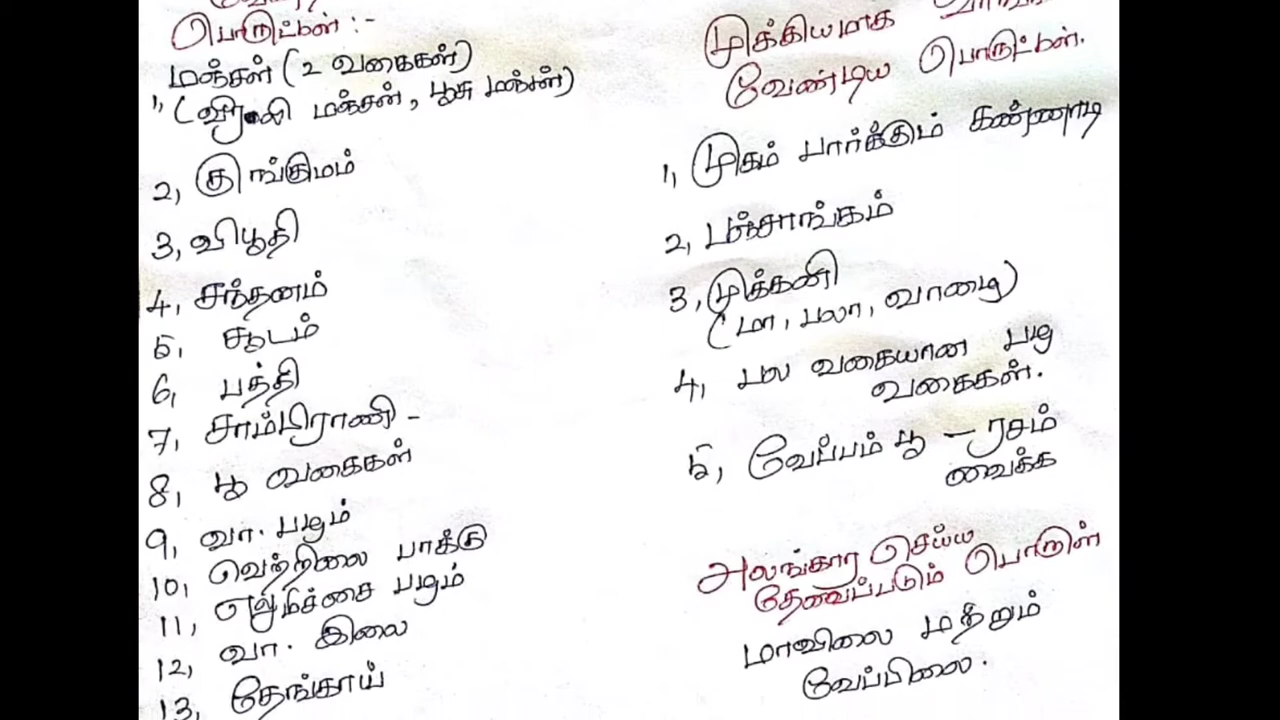 பொருட்கள் :-
மஞ்சள் (2 வகைகள்)
1, (விரலி மஞ்சள், பூசு மஞ்சள்)
2, குங்குமம்
3, விபூதி
4, சந்தனம்
5, சூடம்
6, பத்தி
7, சாம்பிராணி -
8, பூ வகைகள்
9, வா. பழம்
10, வெற்றிலை பாக்கு
11, எலுமிச்சை பழம்
12, வா. இலை
13, தேங்காய்
முக்கியமாக
வேண்டிய பொருட்கள்.
1, முகம் பார்க்கும் கண்ணாடி
2, பஞ்சாங்கம்
3, முக்கனி
(மா, பலா, வாழை)
4, பல வகையான பழ
வகைகள்.
5, வேப்பம் பூ – ரசம்
வைக்க
அலங்கார செய்ய
தேவைப்படும் பொருள்
மாவிலை மற்றும்
வேப்பிலை.